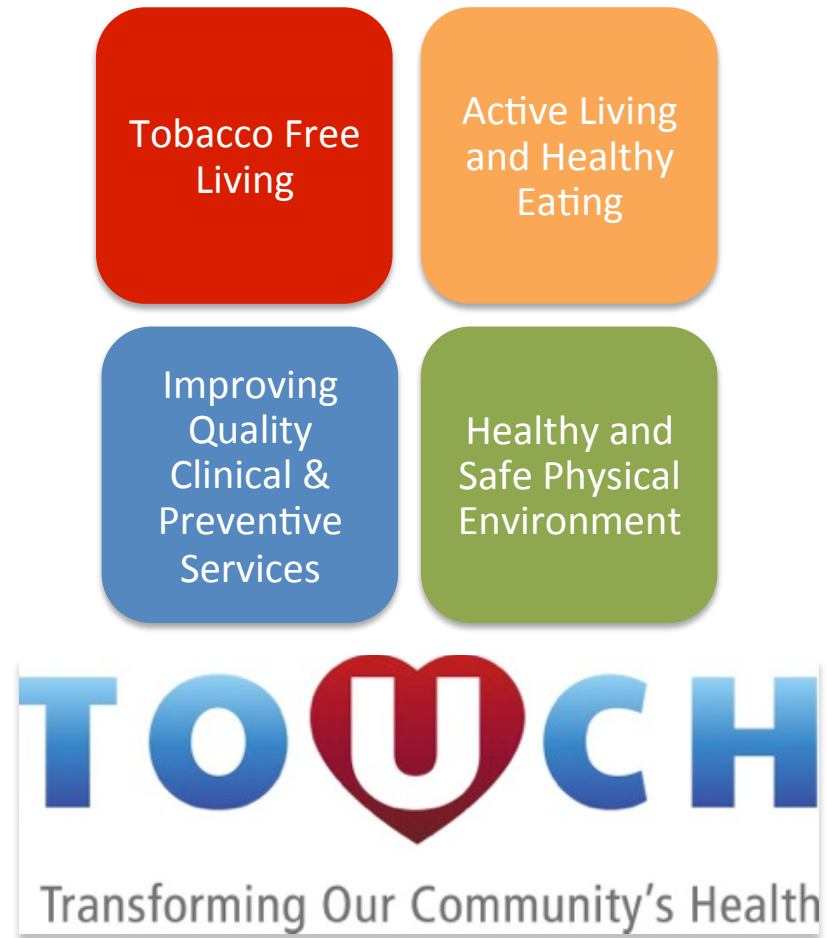 Tobacco Free
Living
Active Living
and Healthy
Eating
Improving
Quality
Clinical &
Preventive
Services
Healthy and
Safe Physical
Environment
TOUCH
Transforming Our Community's Health